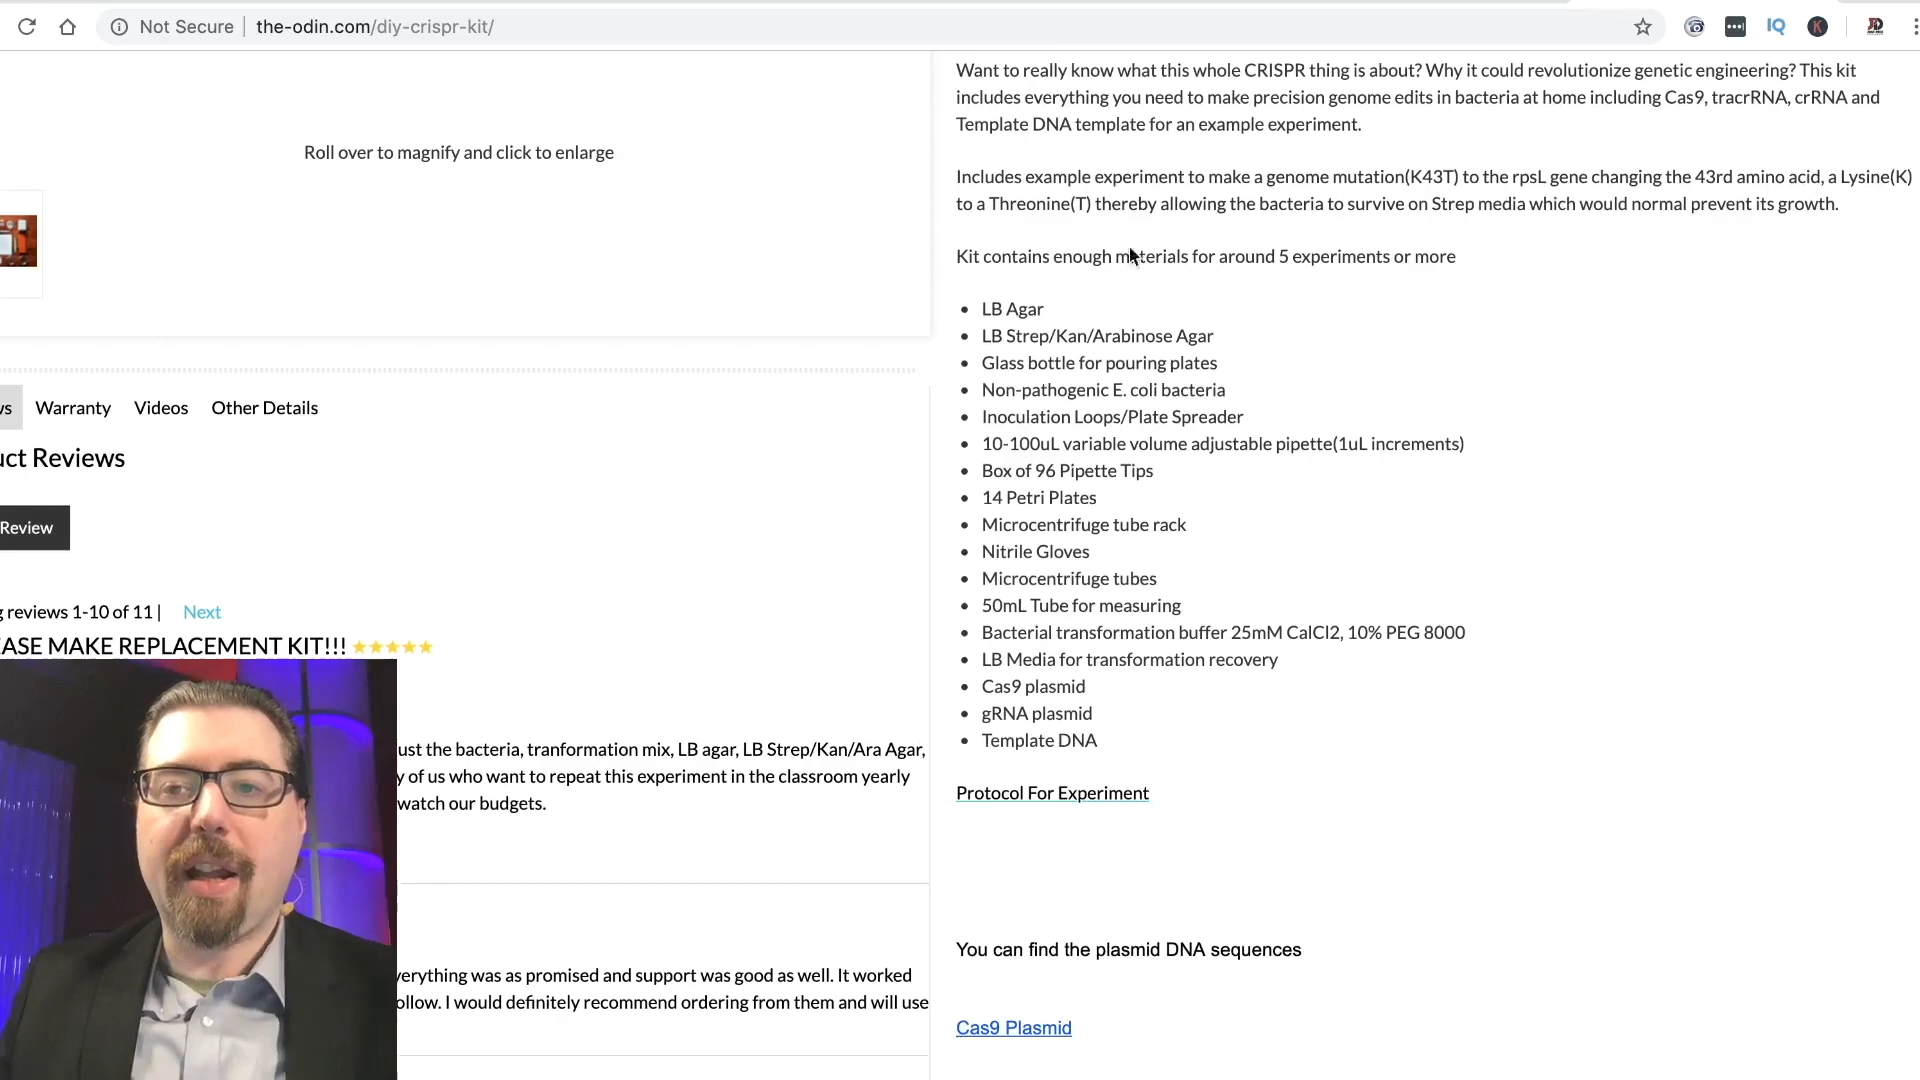 Not Secure | the-odin.com/diy-crispr-kit/
IQ
K
Roll over to magnify and click to enlarge
Warranty Videos Other Details
uct Reviews
Review
g reviews 1-10 of 11 | Next
EASE MAKE REPLACEMENT KIT!!!
ust the bacteria, tranformation mix, LB agar, LB Strep/Kan/Ara Agar,
y of us who want to repeat this experiment in the classroom yearly
watch our budgets.
verything was as promised and support was good as well. It worked
ollow. I would definitely recommend ordering from them and will use
Want to really know what this whole CRISPR thing is about? Why it could revolutionize genetic engineering? This kit
includes everything you need to make precision genome edits in bacteria at home including Cas9, tracrRNA, crRNA and
Template DNA template for an example experiment.
Includes example experiment to make a genome mutation(K43T) to the rpsL gene changing the 43rd amino acid, a Lysine(K)
to a Threonine(T) thereby allowing the bacteria to survive on Strep media which would normal prevent its growth.
Kit contains enough materials for around 5 experiments or more
• LB Agar
• LB Strep/Kan/Arabinose Agar
• Glass bottle for pouring plates
• Non-pathogenic E. coli bacteria
• Inoculation Loops/Plate Spreader
• 10-100uL variable volume adjustable pipette(1uL increments)
• Box of 96 Pipette Tips
• 14 Petri Plates
• Microcentrifuge tube rack
• Nitrile Gloves
• Microcentrifuge tubes
• 50mL Tube for measuring
• Bacterial transformation buffer 25mM CalCl2, 10% PEG 8000
• LB Media for transformation recovery
• Cas9 plasmid
• gRNA plasmid
• Template DNA
Protocol For Experiment
You can find the plasmid DNA sequences
Cas9 Plasmid